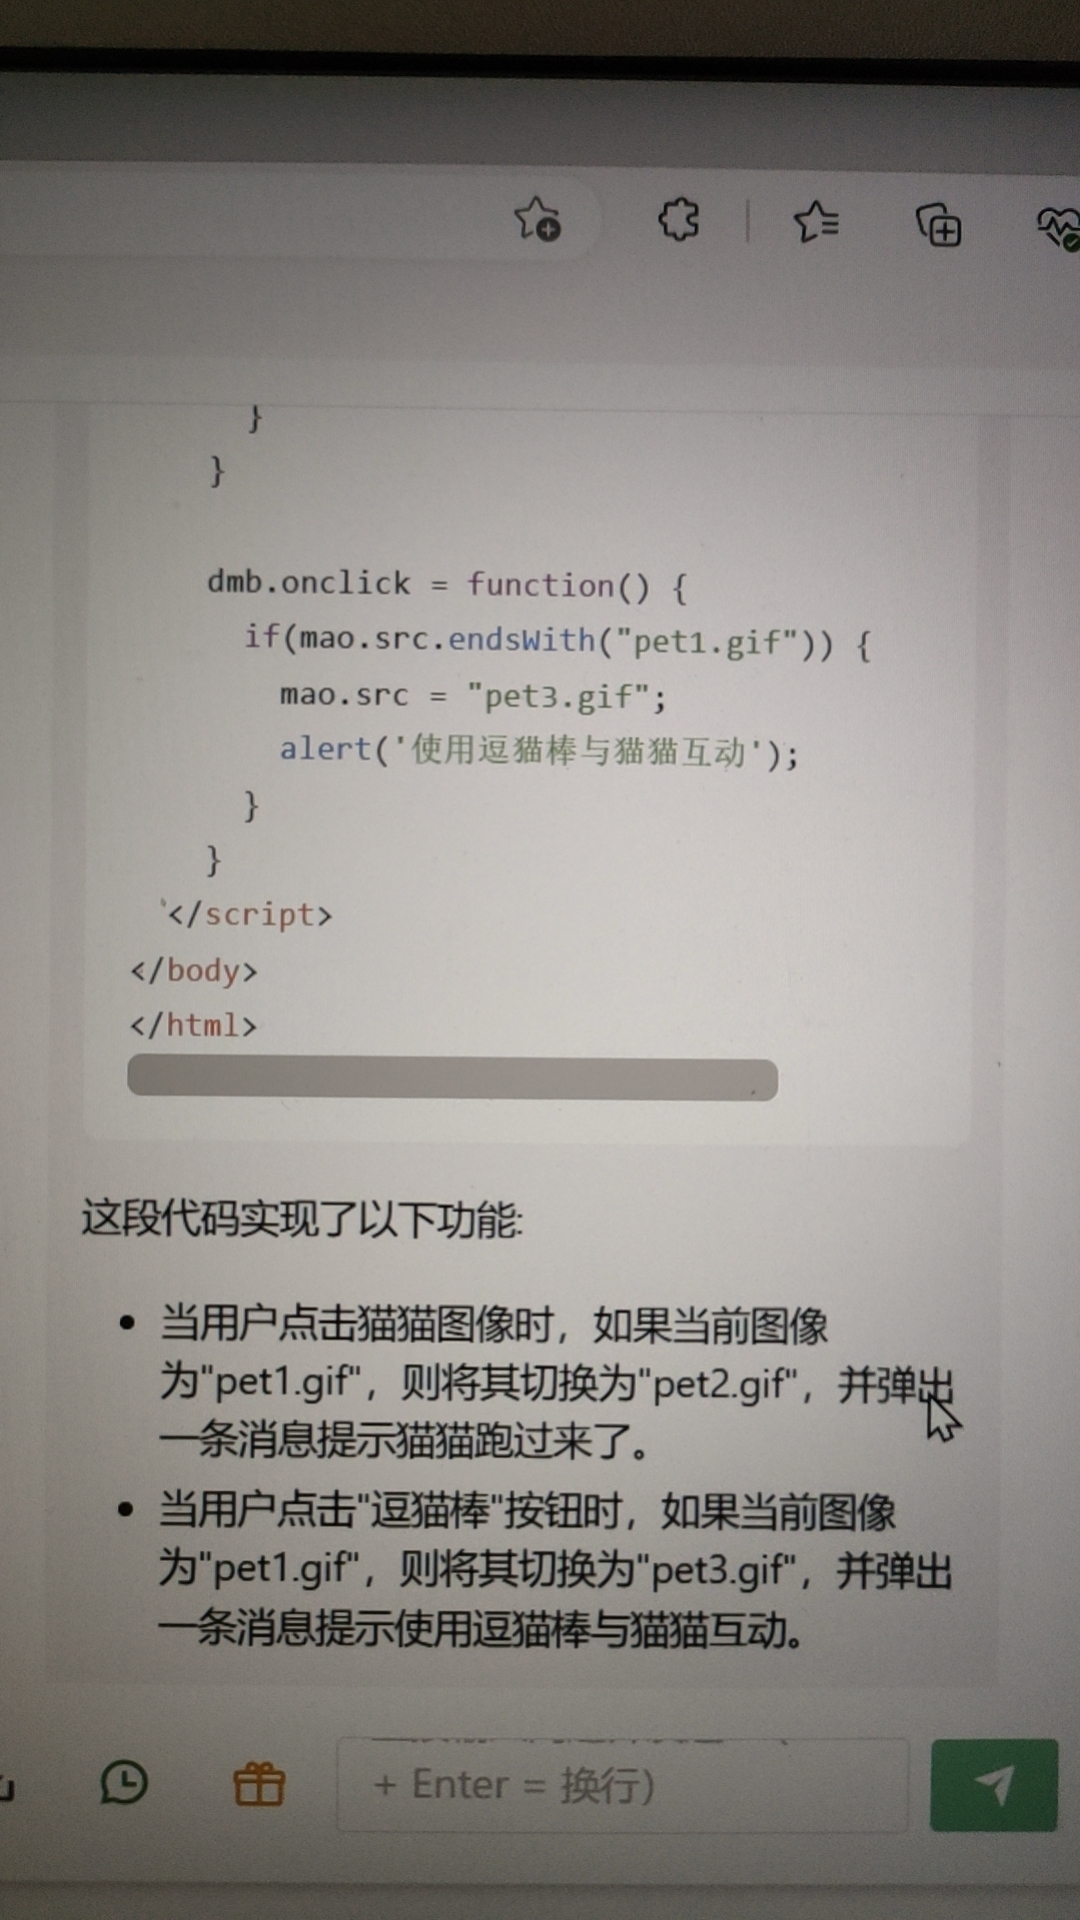 }
}
dmb.onclick = function() {
if(mao.src.endsWith("pet1.gif")) {
mao.src = "pet3.gif";
alert('使用逗猫棒与猫猫互动');
}
}
</script>
</body>
</html>
这段代码实现了以下功能:
• 当用户点击猫猫图像时，如果当前图像
为"pet1.gif"，则将其切换为"pet2.gif"，并弹出
一条消息提示猫猫跑过来了。
• 当用户点击"逗猫棒"按钮时，如果当前图像
为"pet1.gif"，则将其切换为"pet3.gif"，并弹出
一条消息提示使用逗猫棒与猫猫互动。
+ Enter = 换行)